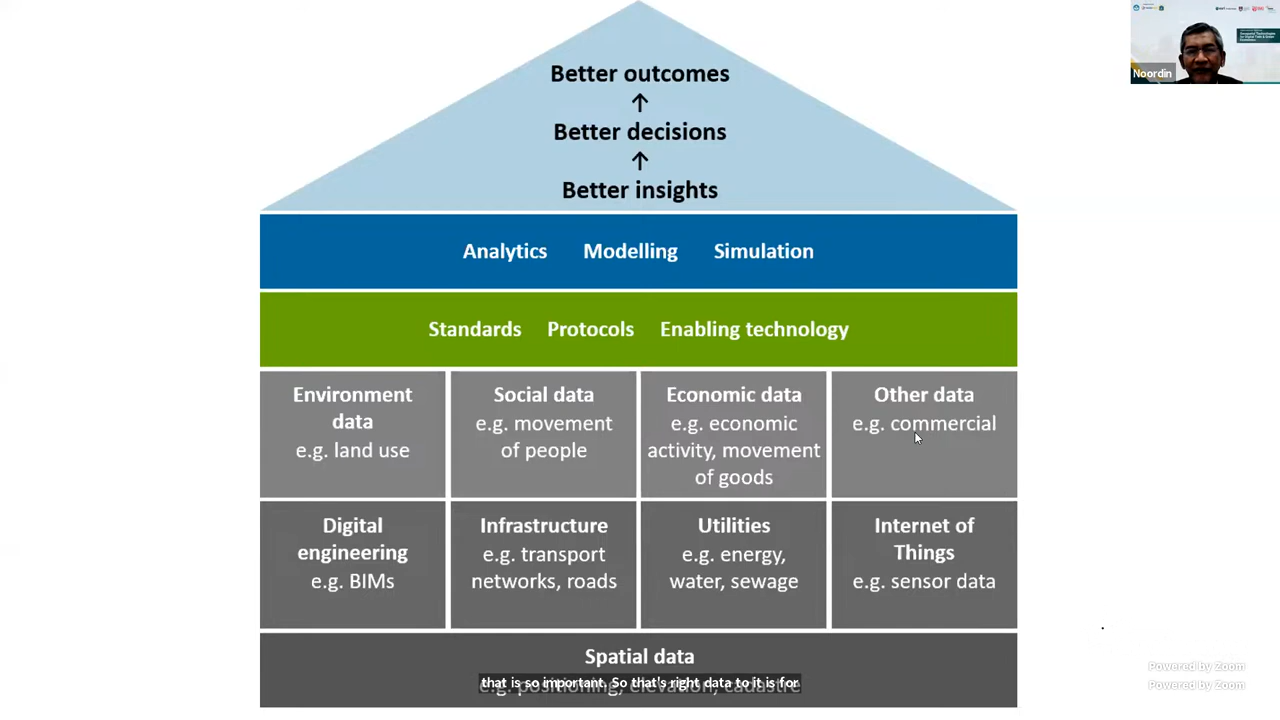 Better outcomes
↑
Better decisions
↑
Better insights
Noordin
Analytics Modelling Simulation
Standards Protocols Enabling technology
Environment
data
e.g. land use
Social data
e.g. movement
of people
Economic data
e.g. economic
activity, movement
of goods
Other data
e.g. commercial
Digital
engineering
e.g. BIMs
Infrastructure
e.g. transport
networks, roads
Utilities
e.g. energy,
water, sewage
Internet of
Things
e.g. sensor data
Spatial data
e.g. positioning, elevation, cadastre
that is so important. So that's right data to it is for
Powered by Zoom
Powered by Zoom